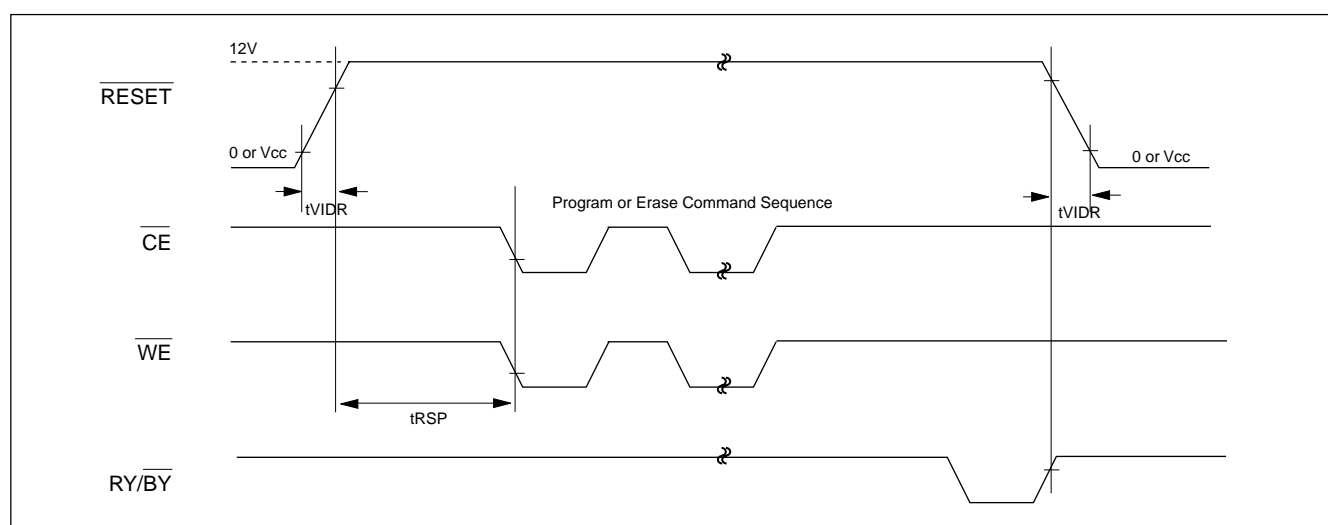 12V
RESET
0 or Vcc
0 or Vcc
tVIDR
tVIDR
Program or Erase Command Sequence
CE
WE
tRSP
RY/BY